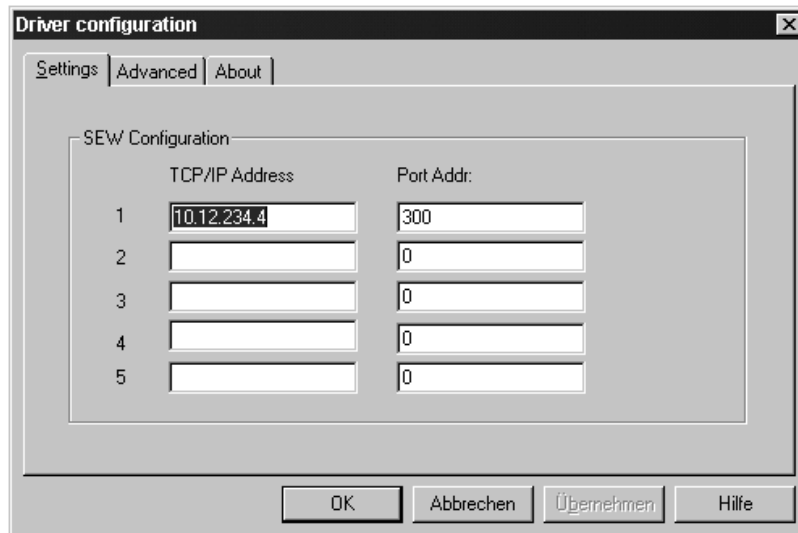 Driver configuration
Settings Advanced About
SEW Configuration
TCP/IP Address Port Addr:
1 10.12.234.4 300
2 0
3 0
4 0
5 0
OK Abbrechen Übernehmen Hilfe